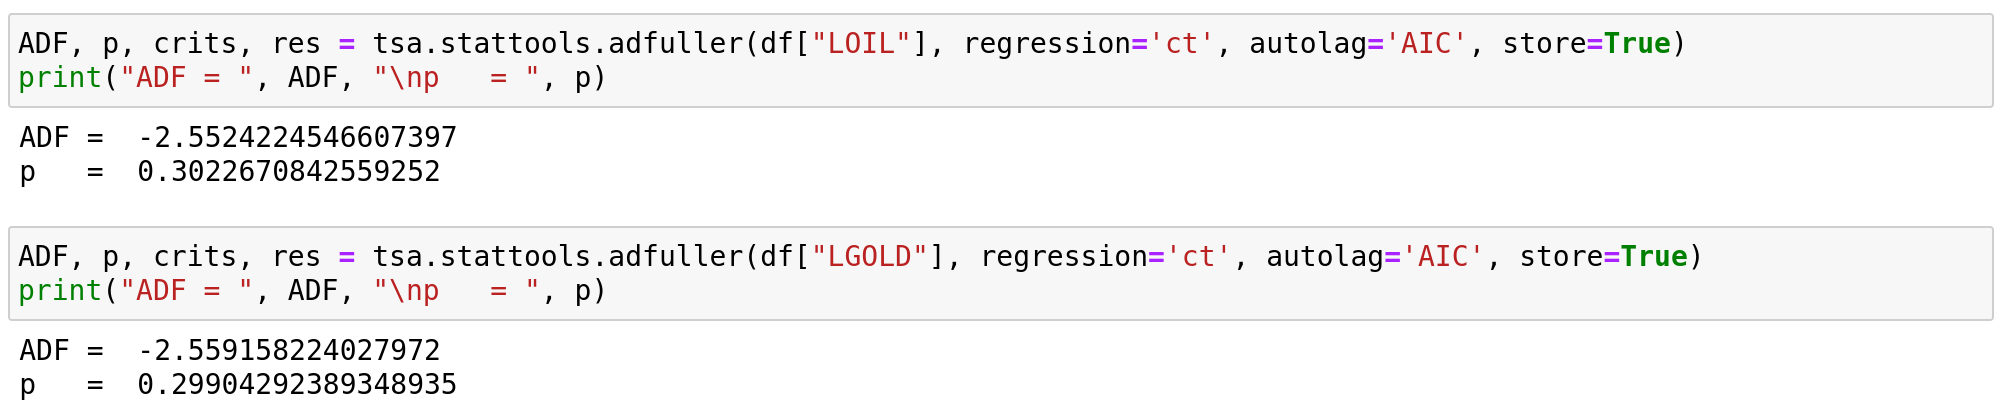 ADF, p, crits, res = tsa.stattools.adfuller(df["LOIL"], regression='ct', autolag='AIC', store=True)
print("ADF = ", ADF, "\np   = ", p)
ADF =  -2.5524224546607397
p   =  0.3022670842559252
ADF, p, crits, res = tsa.stattools.adfuller(df["LGOLD"], regression='ct', autolag='AIC', store=True)
print("ADF = ", ADF, "\np   = ", p)
ADF =  -2.559158224027972
p   =  0.29904292389348935